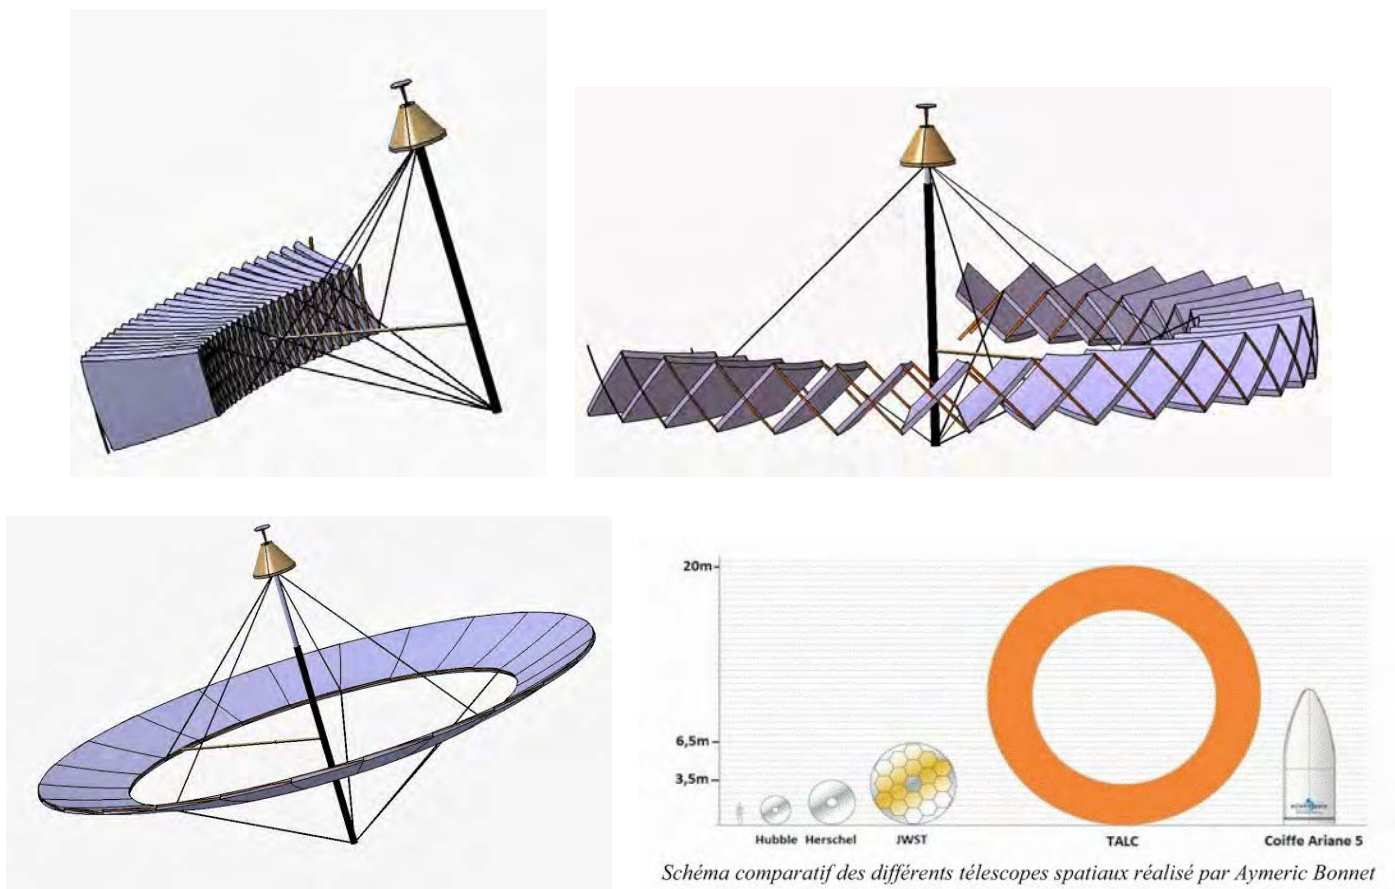 20m
6,5m
3,5m
Hubble Herschel JWST TALC Coiffe Ariane 5
Schéma comparatif des différents télescopes spatiaux réalisé par Aymeric Bonnet